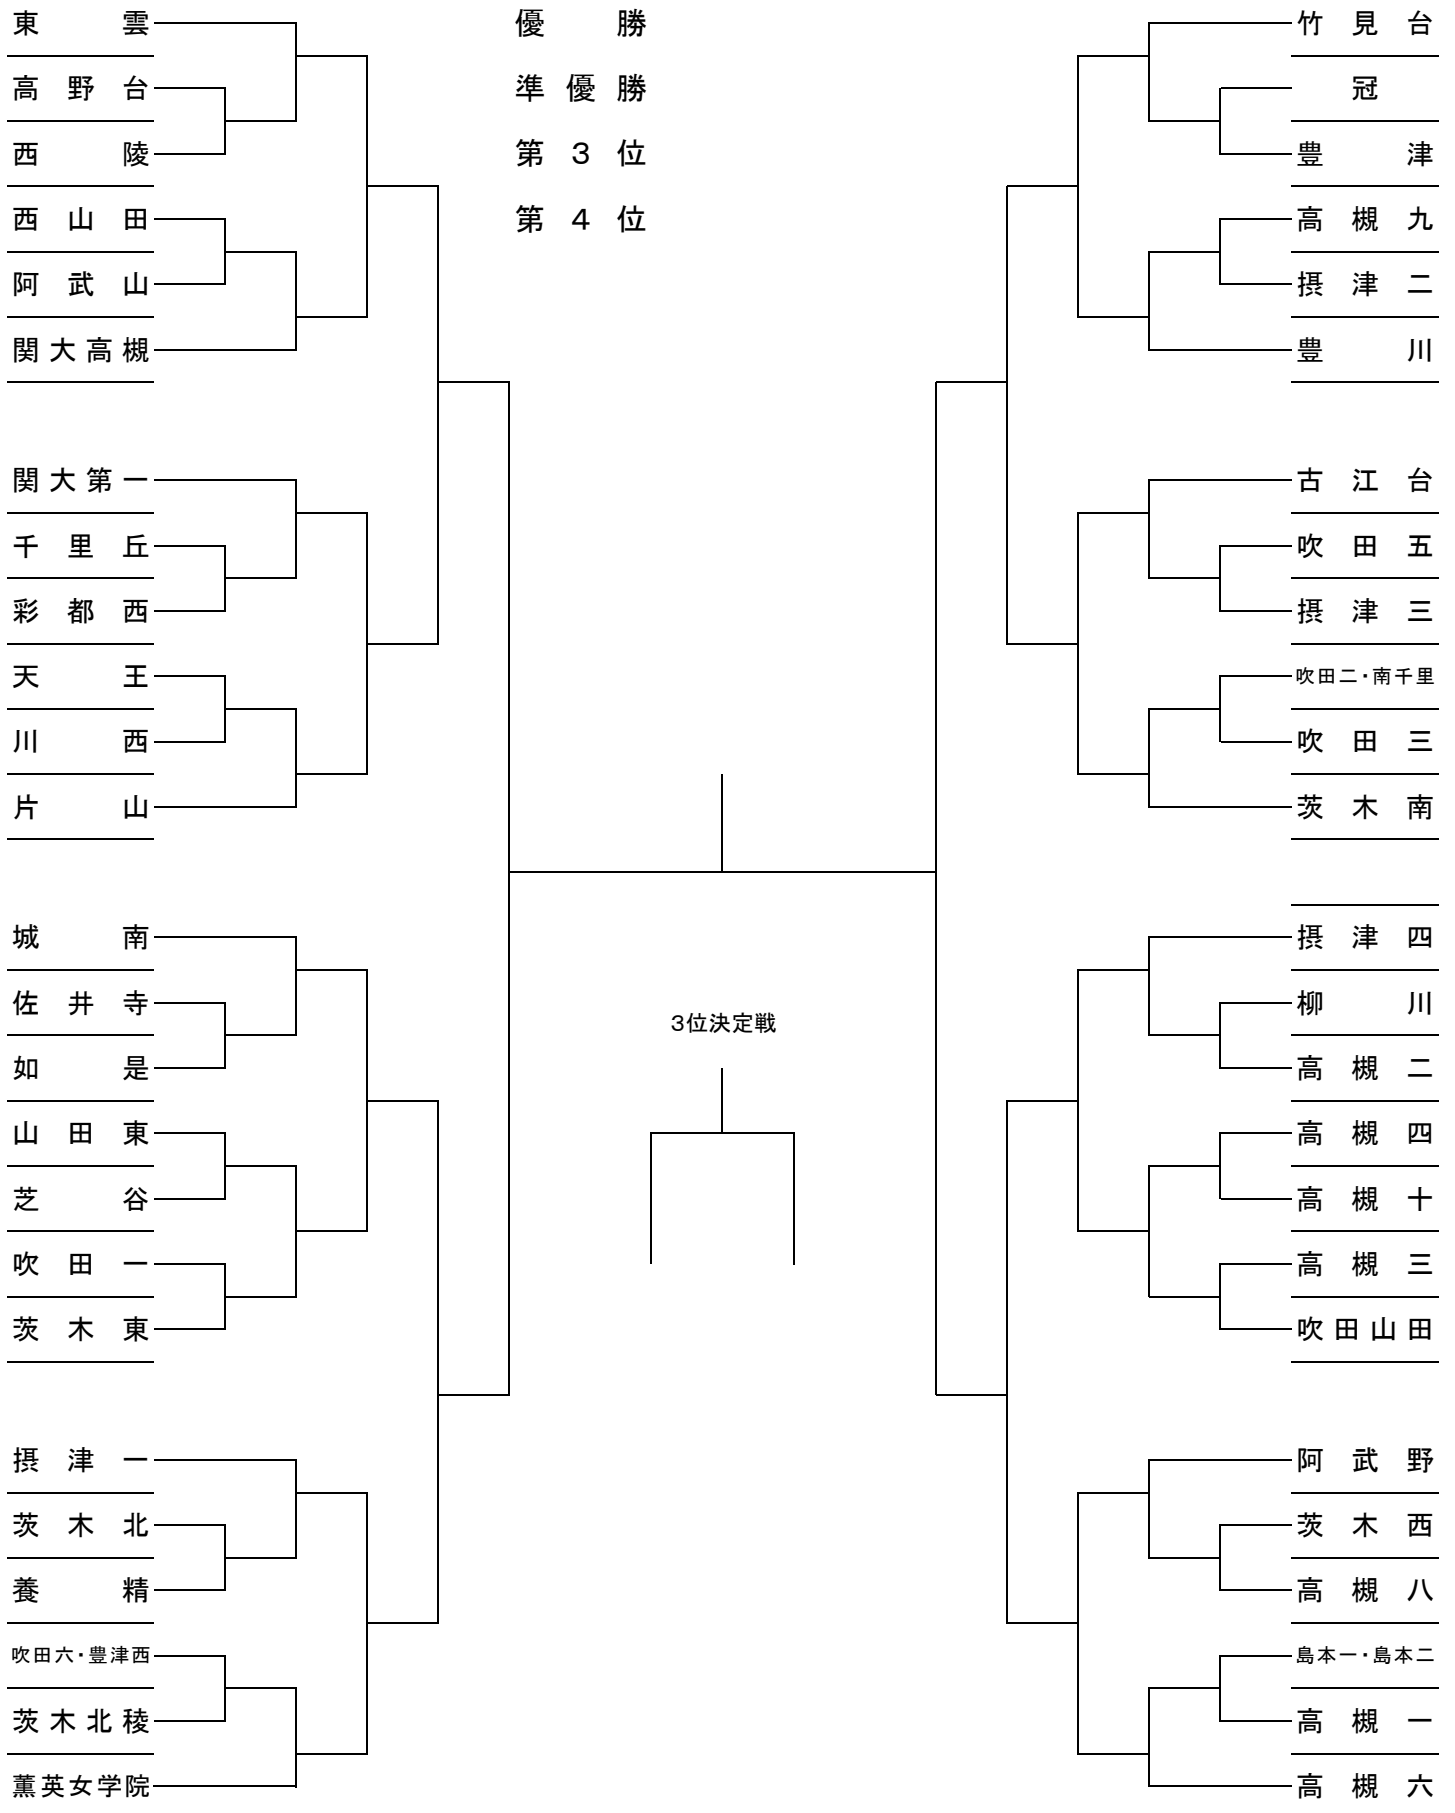 東雲
高野台
西陵
西山田
阿武山
関大高槻
関大第一
千里丘
彩都西
天王
川西
片山
城南
佐井寺
如是
山田東
芝谷
吹田一
茨木東
摂津一
茨木北
養精
吹田六・豊津西
茨木北稜
薫英女学院
優勝
準優勝
第3位
第4位
3位決定戦
竹見台
冠
豊津
高槻九
摂津二
豊川
古江台
吹田五
摂津三
吹田二・南千里
吹田三
茨木南
摂津四
柳川
高槻二
高槻四
高槻十
高槻三
吹田山田
阿武野
茨木西
高槻八
島本一・島本二
高槻一
高槻六